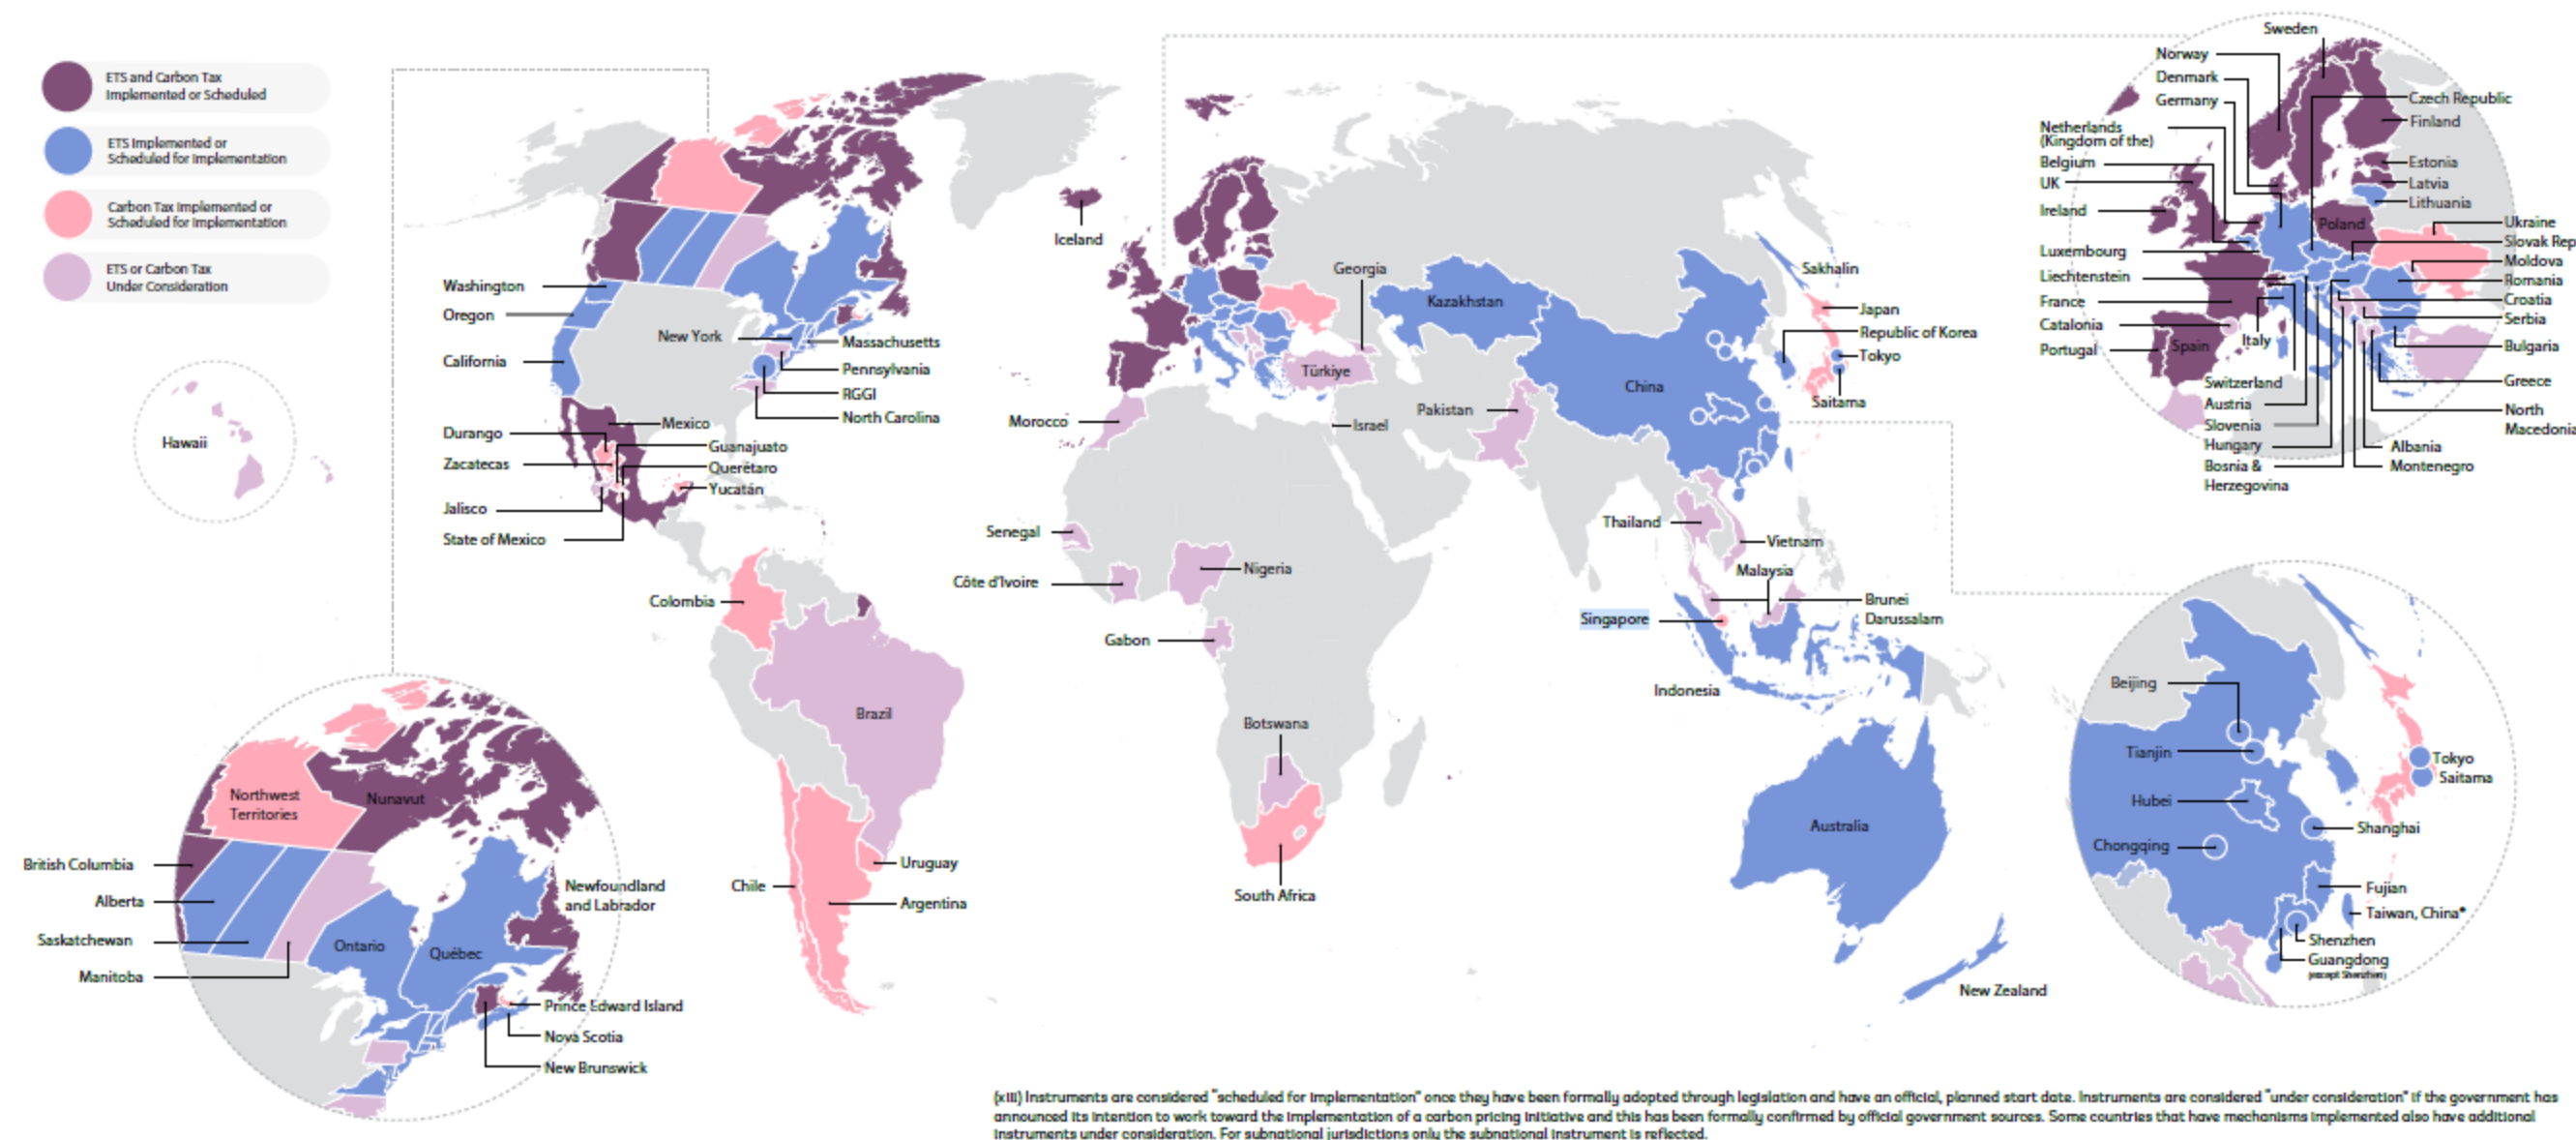 ETS and Carbon Tax
Implemented or Scheduled
ETS Implemented or
Scheduled for Implementation
Carbon Tax Implemented or
Scheduled for Implementation
ETS or Carbon Tax
Under Consideration
Hawaii
Washington
Oregon
California
New York
Massachusetts
Pennsylvania
RGGI
North Carolina
Mexico
Durango
Guanajuato
Zacatecas
Querétaro
Yucatán
Jalisco
State of Mexico
Colombia
Brazil
Chile
Uruguay
Argentina
Iceland
Georgia
Kazakhstan
Türkiye
Morocco
Israel
Pakistan
China
Sakhalin
Japan
Republic of Korea
Tokyo
Saitama
Senegal
Côte d'Ivoire
Nigeria
Gabon
Botswana
South Africa
Thailand
Vietnam
Malaysia
Brunei
Darussalam
Singapore
Indonesia
Australia
New Zealand
Sweden
Norway
Denmark
Germany
Czech Republic
Finland
Netherlands
(Kingdom of the)
Belgium
UK
Ireland
Estonia
Latvia
Lithuania
Poland
Ukraine
Slovak Rep
Luxembourg
Moldova
Liechtenstein
Romania
France
Croatia
Catalonia
Serbia
Portugal
Spain
Italy
Bulgaria
Switzerland
Greece
Austria
North
Macedonia
Slovenia
Hungary
Albania
Bosnia &
Herzegovina
Montenegro
Northwest
Territories
Nunavut
British Columbia
Alberta
Saskatchewan
Manitoba
Ontario
Québec
Newfoundland
and Labrador
Prince Edward Island
Nova Scotia
New Brunswick
Beijing
Tianjin
Hubei
Chongqing
Tokyo
Saitama
Shanghai
Fujian
Taiwan, China*
Shenzhen
Guangdong
(except Shenzhen)
(xiii) Instruments are considered "scheduled for implementation" once they have been formally adopted through legislation and have an official, planned start date. Instruments are considered "under consideration" if the government has
announced its intention to work toward the implementation of a carbon pricing initiative and this has been formally confirmed by official government sources. Some countries that have mechanisms implemented also have additional
instruments under consideration. For subnational jurisdictions only the subnational instrument is reflected.